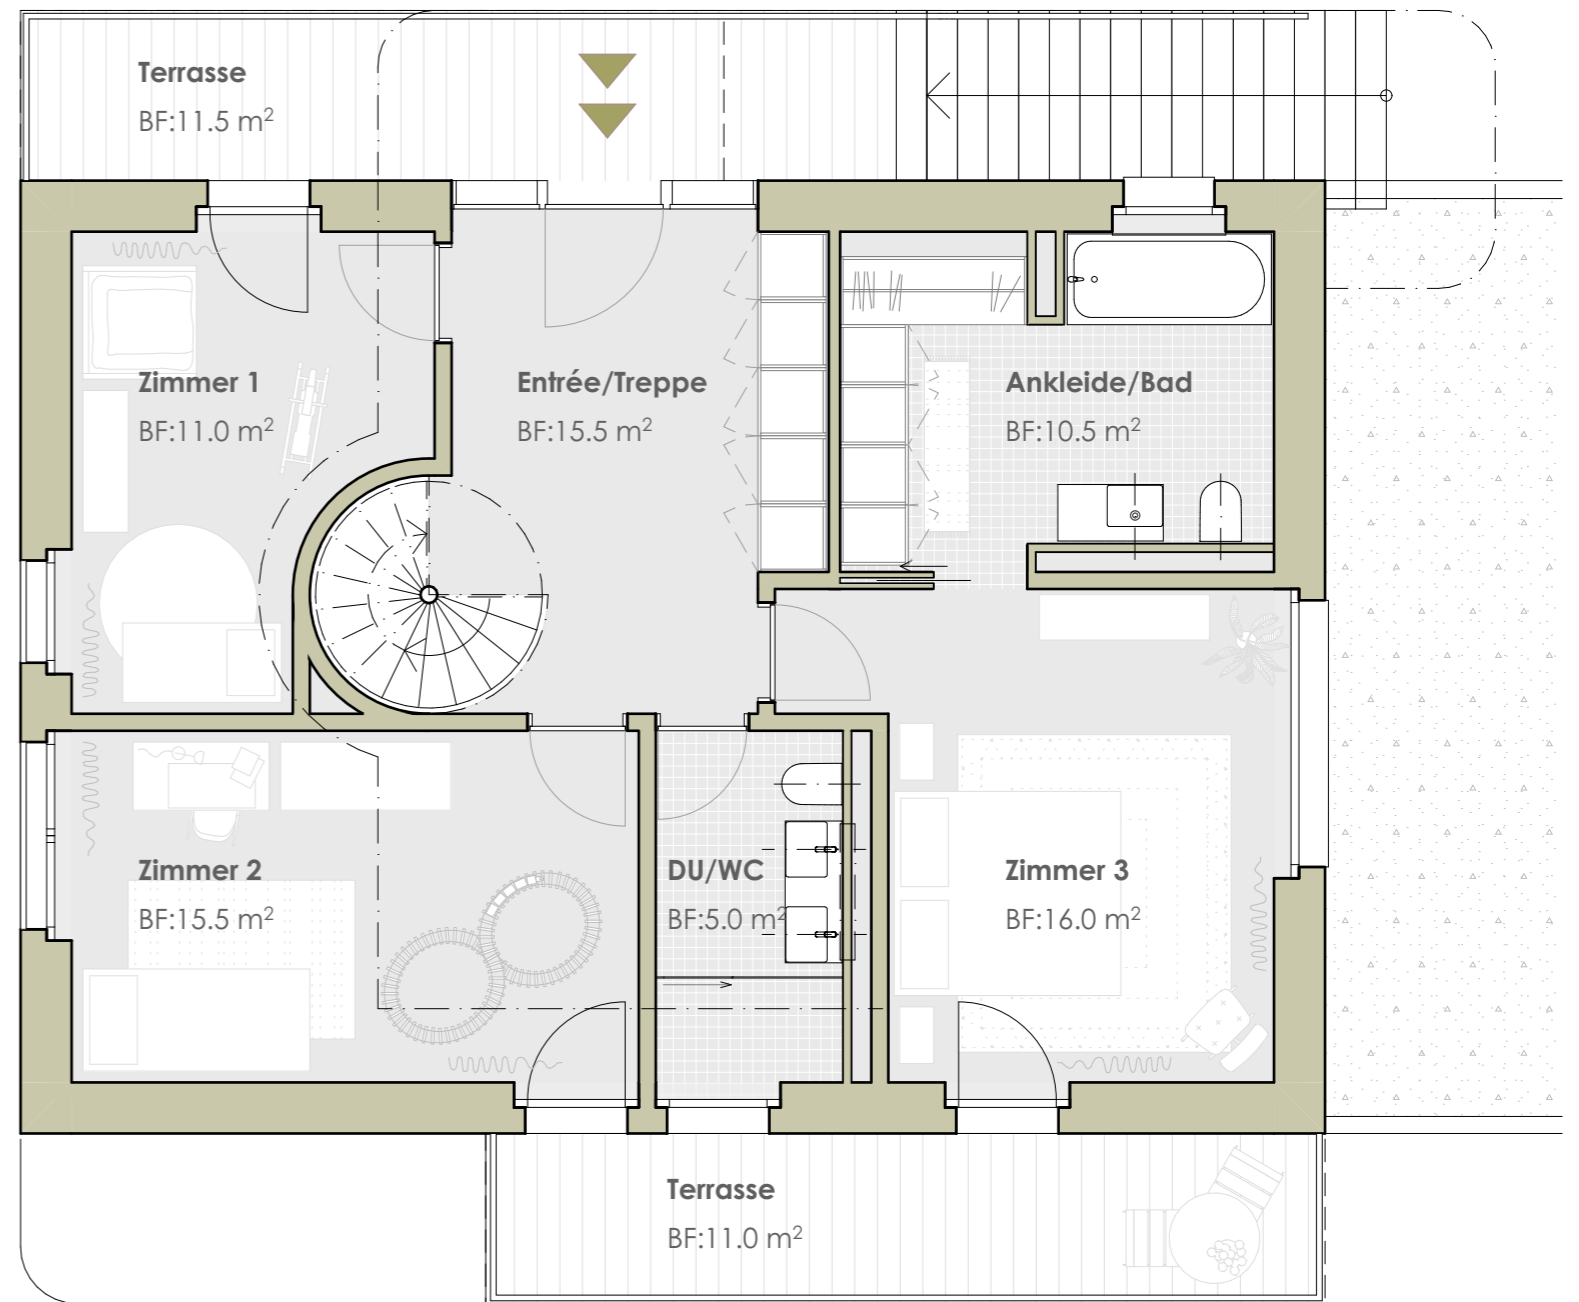 Terrasse
BF:11.5 m²
Zimmer 1
BF:11.0 m²
Entrée/Treppe
BF:15.5 m²
Ankleide/Bad
BF:10.5 m²
Zimmer 2
BF:15.5 m²
DU/WC
BF:5.0 m²
Zimmer 3
BF:16.0 m²
Terrasse
BF:11.0 m²